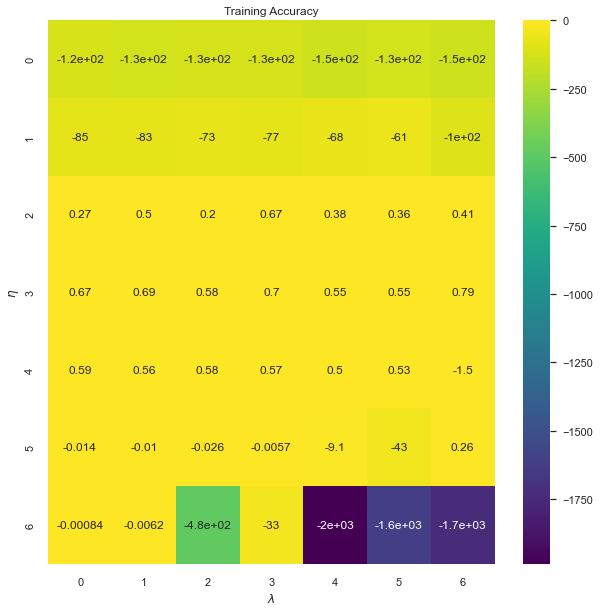 Training Accuracy
0 -1.2e+02 -1.3e+02 -1.3e+02 -1.3e+02 -1.5e+02 -1.3e+02 -1.5e+02
1 -85 -83 -73 -77 -68 -61 -1e+02
2 0.27 0.5 0.2 0.67 0.38 0.36 0.41
3 0.67 0.69 0.58 0.7 0.55 0.55 0.79
4 0.59 0.56 0.58 0.57 0.5 0.53 -1.5
5 -0.014 -0.01 -0.026 -0.0057 -9.1 -43 0.26
6 -0.00084 -0.0062 -4.8e+02 -33 -2e+03 -1.6e+03 -1.7e+03
0 1 2 3 4 5 6
λ
η
0
−250
−500
−750
−1000
−1250
−1500
−1750